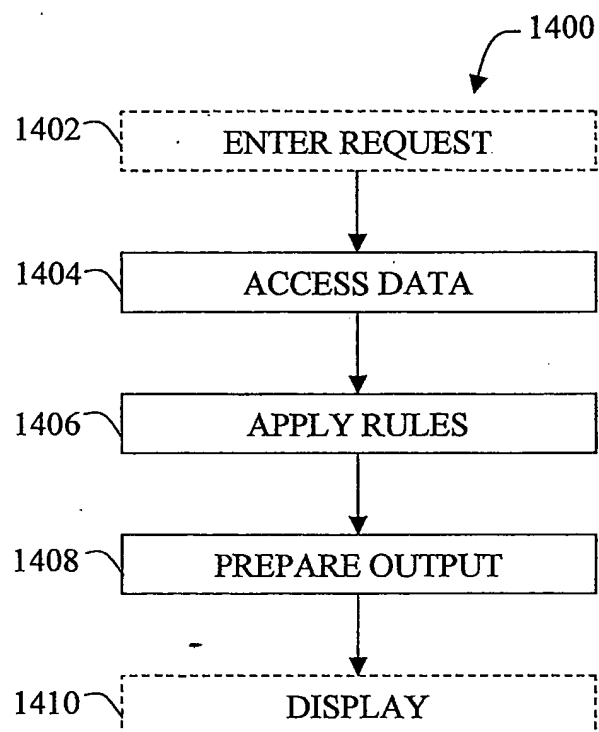 1400
1402
ENTER REQUEST
1404
ACCESS DATA
1406
APPLY RULES
1408
PREPARE OUTPUT
1410
DISPLAY